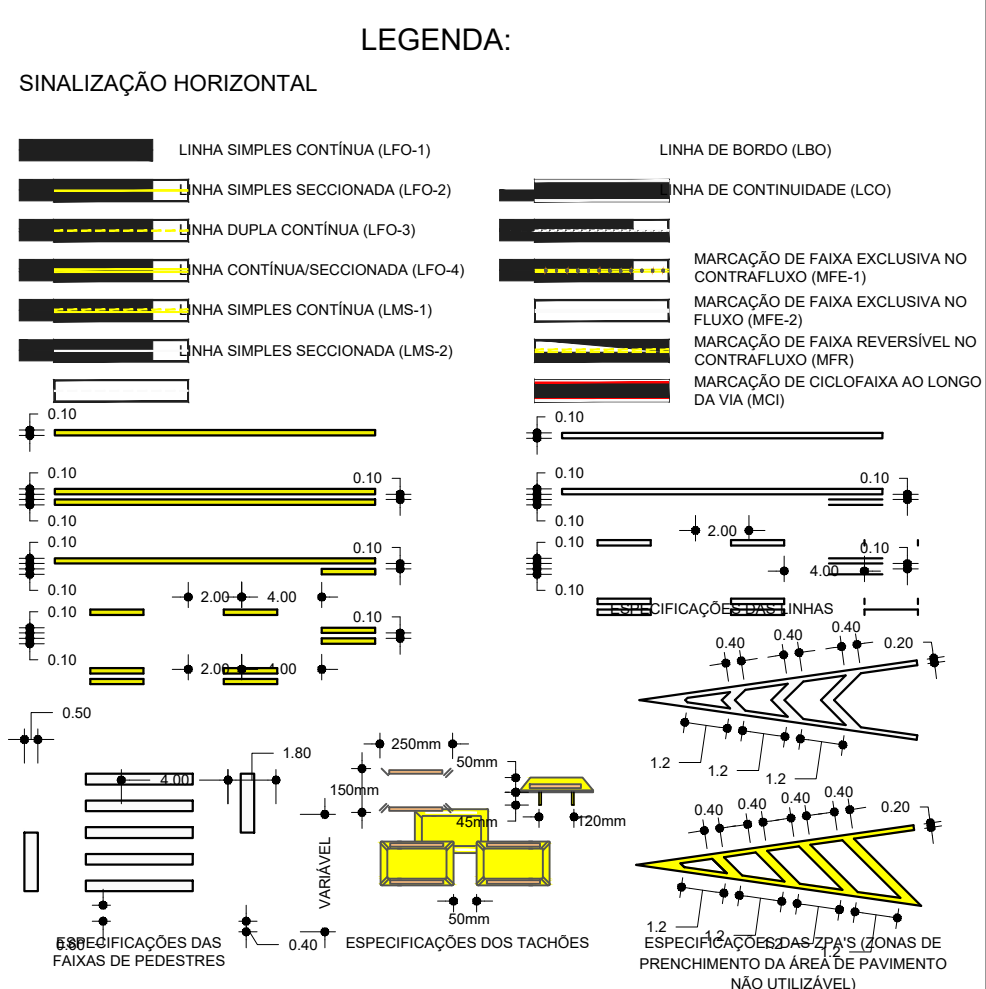 LEGENDA:
SINALIZAÇÃO HORIZONTAL
LINHA SIMPLES CONTÍNUA (LFO-1)
LINHA SIMPLES SECCIONADA (LFO-2)
LINHA DUPLA CONTÍNUA (LFO-3)
LINHA CONTÍNUA/SECCIONADA (LFO-4)
LINHA SIMPLES CONTÍNUA (LMS-1)
LINHA SIMPLES SECCIONADA (LMS-2)
LINHA DE BORDO (LBO)
LINHA DE CONTINUIDADE (LCO)
MARCAÇÃO DE FAIXA EXCLUSIVA NO
CONTRAFLUXO (MFE-1)
MARCAÇÃO DE FAIXA EXCLUSIVA NO
FLUXO (MFE-2)
MARCAÇÃO DE FAIXA REVERSÍVEL NO
CONTRAFLUXO (MFR)
MARCAÇÃO DE CICLOFAIXA AO LONGO
DA VIA (MCI)
0.10
0.10
0.10
0.10
0.10
0.10
2.00
4.00
0.10
0.10
0.10
2.00
4.00
0.10
0.10
0.10
0.10
2.00
0.10
0.10
4.00
0.10
ESPECIFICAÇÕES DAS LINHAS
0.40
0.40
0.40
0.20
1.2
1.2
1.2
0.50
4.00
1.80
0.60
0.40
VARIÁVEL
ESPECIFICAÇÕES DAS
FAIXAS DE PEDESTRES
250mm
150mm
50mm
45mm
120mm
50mm
ESPECIFICAÇÕES DOS TACHÕES
0.40
0.40
0.40
0.40
0.20
1.2
1.2
1.2
1.2
ESPECIFICAÇÕES DAS ZPA'S (ZONAS DE
PRENCHIMENTO DA ÁREA DE PAVIMENTO
NÃO UTILIZÁVEL)